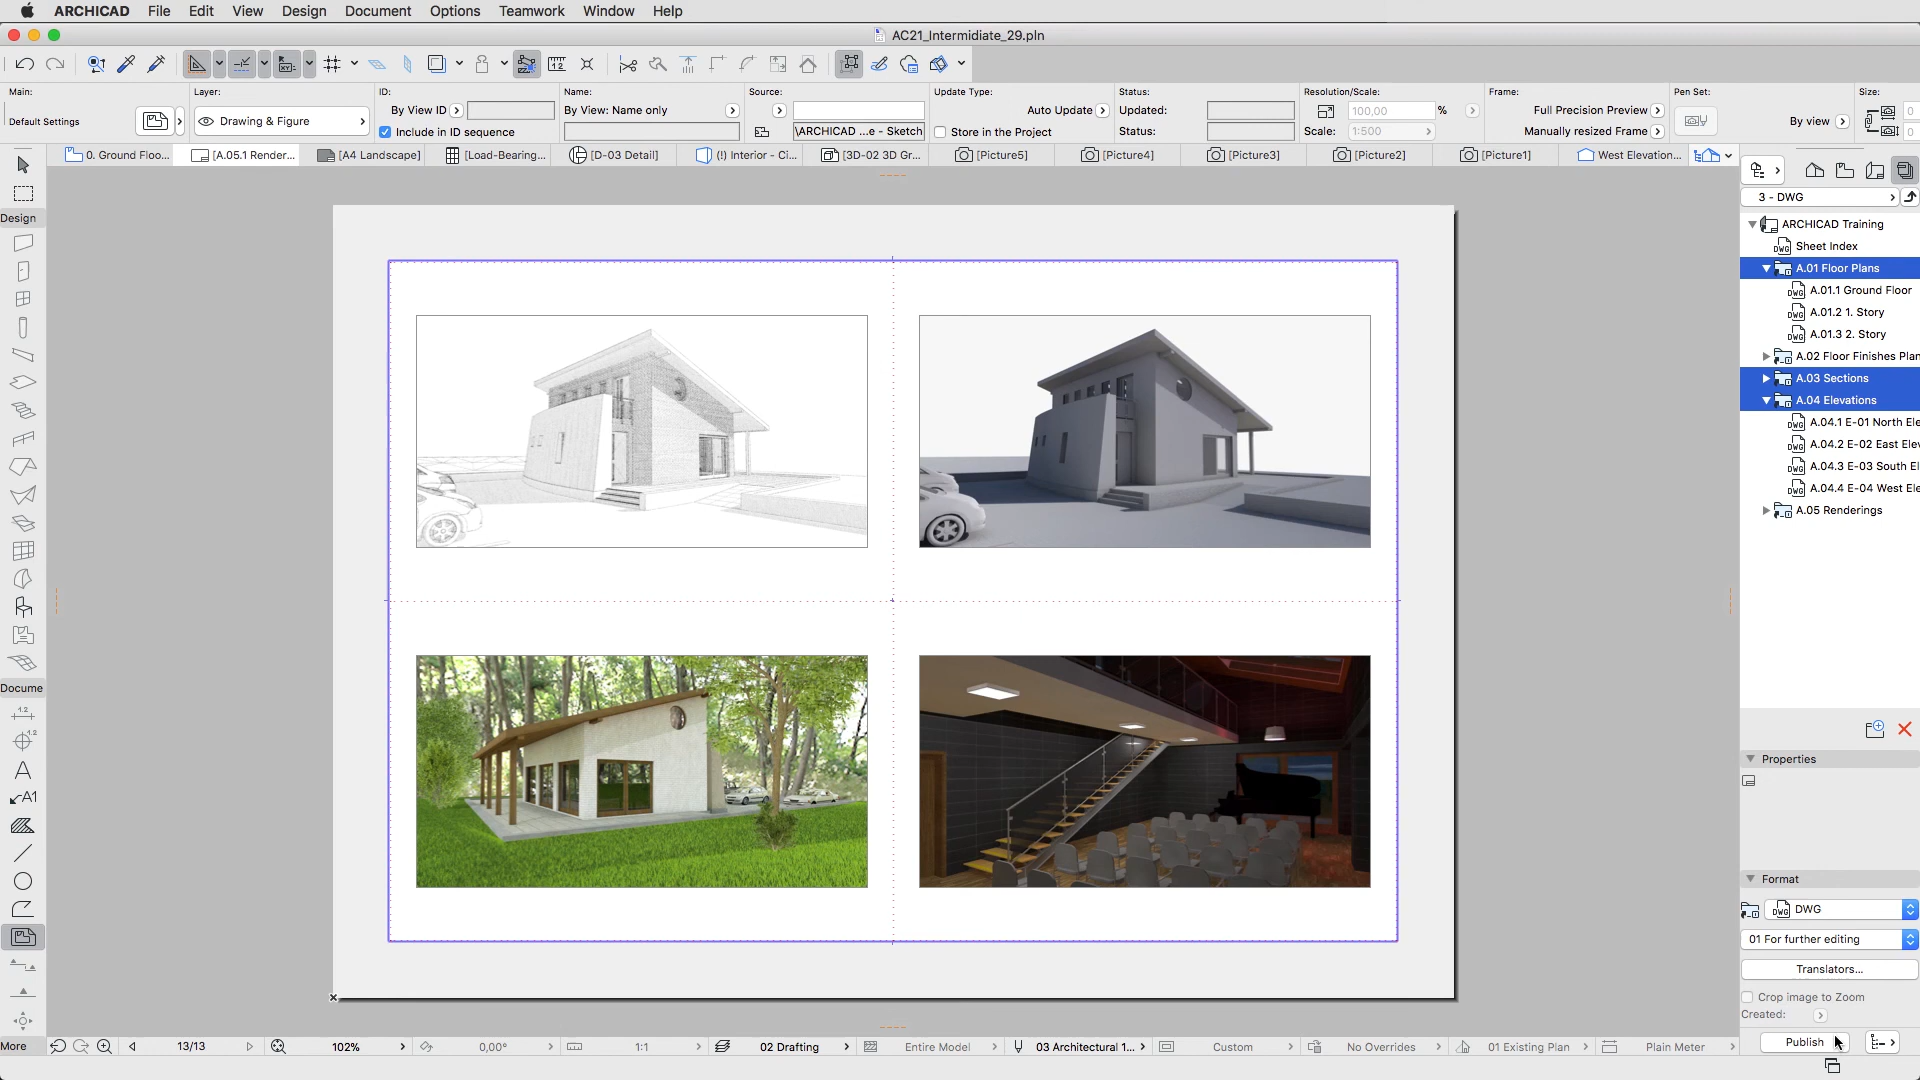 ARCHICAD File Edit View Design Document Options Teamwork Window Help
AC21_Intermidiate_29.pln
Main: Layer: ID: Name: Source: Update Type: Status: Resolution/Scale: Frame: Pen Set: Size:
By View ID By View: Name only Auto Update Updated: 100,00 % Full Precision Preview
Default Settings Drawing & Figure By view
Include in ID sequence \ARCHICAD ...e - Sketch Store in the Project Status: Scale: 1:500 Manually resized Frame
0. Ground Floo... [A.05.1 Render... [A4 Landscape] [Load-Bearing... [D-03 Detail] (!) Interior - Ci... [3D-02 3D Gr... [Picture5] [Picture4] [Picture3] [Picture2] [Picture1] West Elevation...
3 - DWG
ARCHICAD Training
Sheet Index
A.01 Floor Plans
A.01.1 Ground Floor
A.01.2 1. Story
A.01.3 2. Story
A.02 Floor Finishes Plan
A.03 Sections
A.04 Elevations
A.04.1 E-01 North Ele
A.04.2 E-02 East Elev
A.04.3 E-03 South El
A.04.4 E-04 West Ele
A.05 Renderings
Design
Docume
More
Properties
Format
DWG
01 For further editing
Translators...
Crop image to Zoom
Created:
Publish
13/13 102% 0,00° 1:1 02 Drafting Entire Model 03 Architectural 1... Custom No Overrides 01 Existing Plan Plain Meter